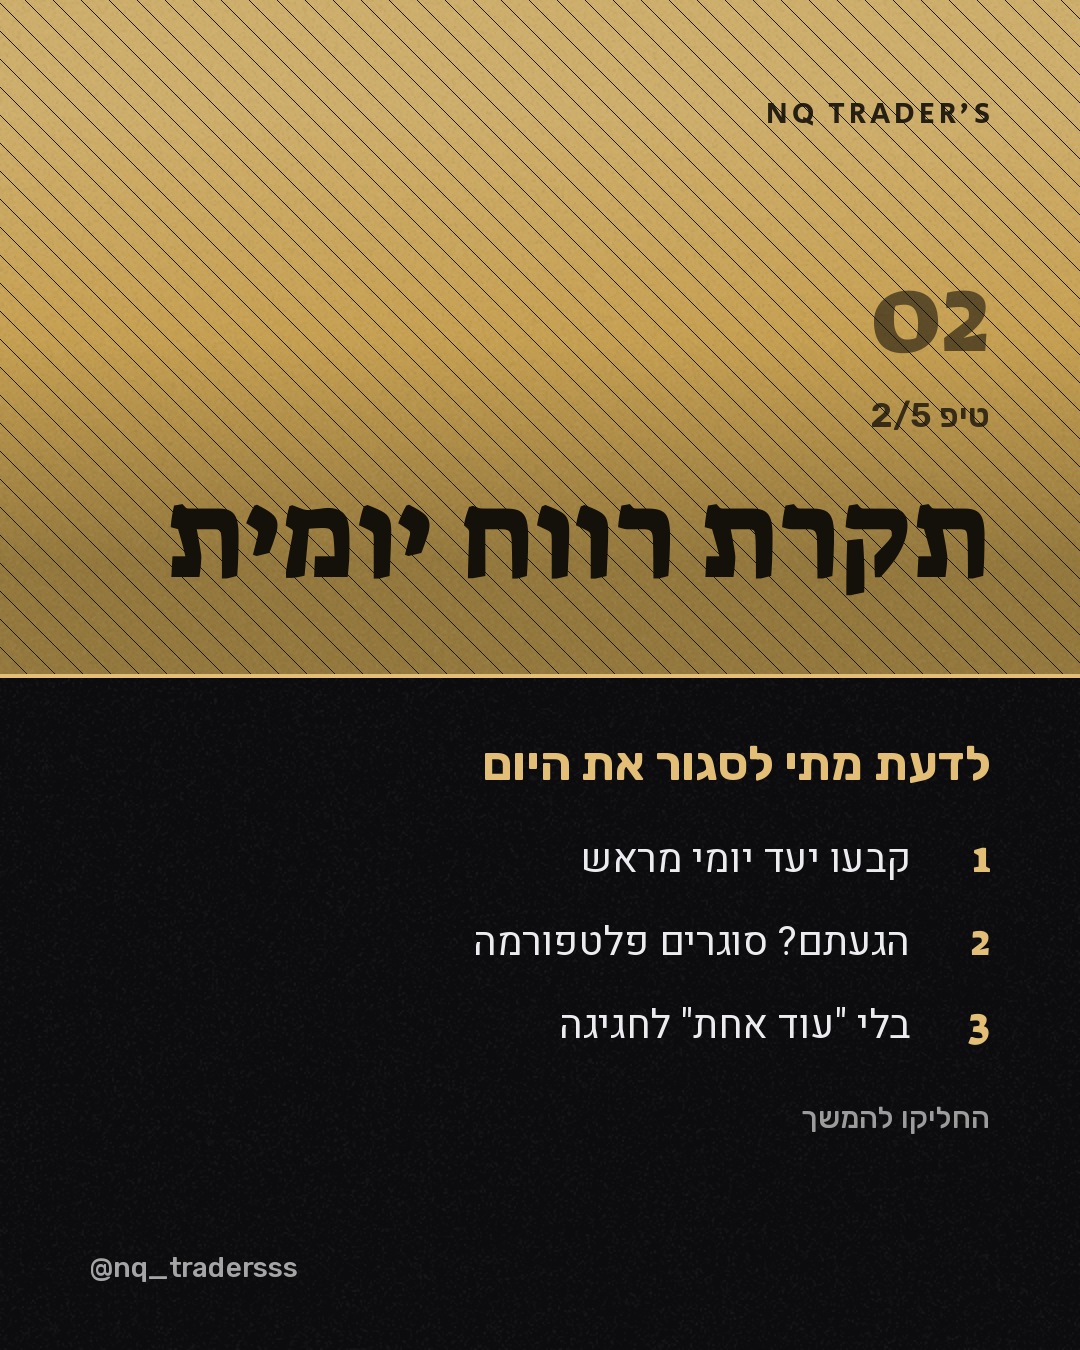 NQ TRADER’S
02
טיפ 2/5
תקרת רווח יומית
לדעת מתי לסגור את היום
1 קבעו יעד יומי מראש
2 הגעתם? סוגרים פלטפורמה
3 בלי "עוד אחת" לחגיגה
החליקו להמשך
@nq_tradersss